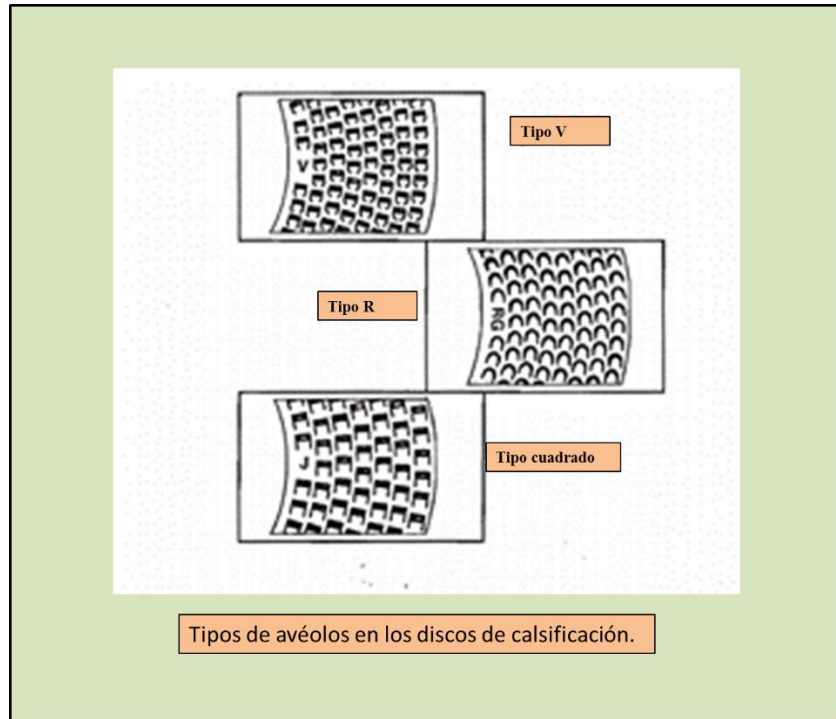 Tipo V
V
Tipo R
RG
Tipo cuadrado
J
Tipos de avéolos en los discos de calsificación.